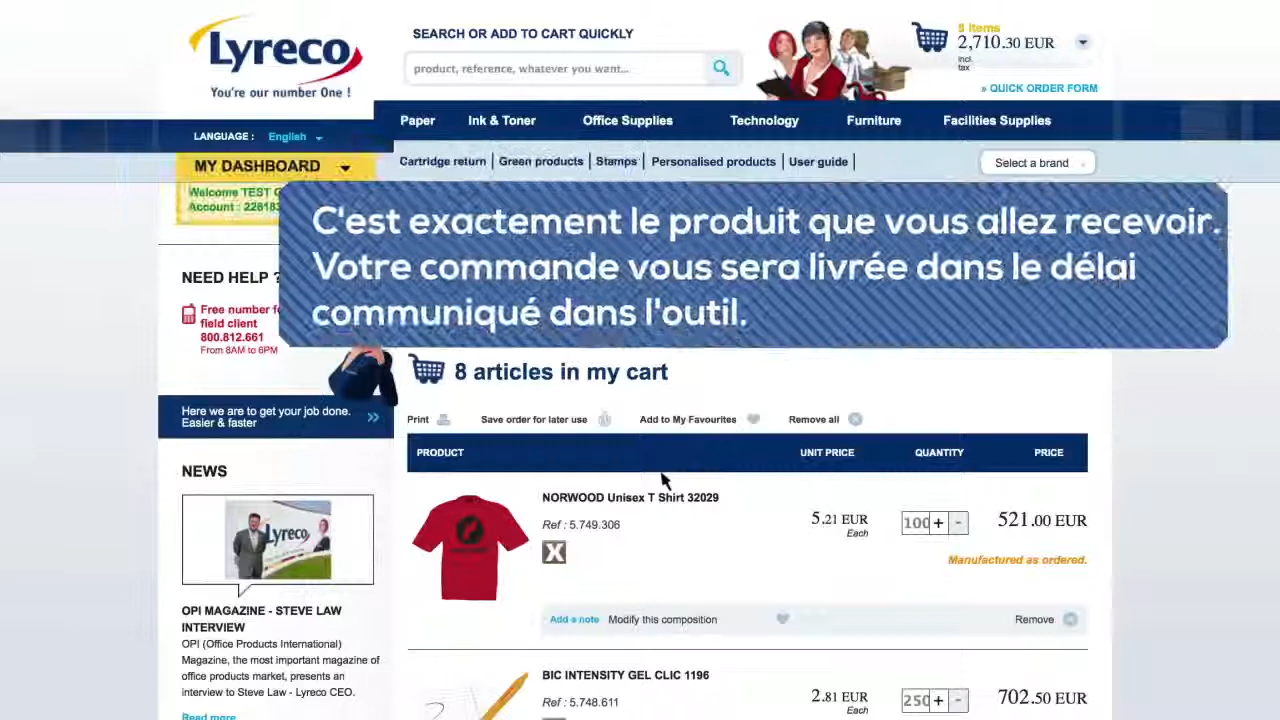 Lyreco
You're our number One !
SEARCH OR ADD TO CART QUICKLY
product, reference, whatever you want...
8 items
2,710.30 EUR
incl.
tax
» QUICK ORDER FORM
LANGUAGE : English
Paper Ink & Toner Office Supplies Technology Furniture Facilities Supplies
MY DASHBOARD
Cartridge return Green products Stamps Personalised products User guide Select a brand
Welcome TEST
Account :
C'est exactement le produit que vous allez recevoir.
Votre commande vous sera livrée dans le délai
communiqué dans l'outil.
NEED HELP ?
Free number
field client
800.812.661
From 8AM to 6PM
Here we are to get your job done.
Easier & faster
8 articles in my cart
Print Save order for later use Add to My Favourites Remove all
PRODUCT UNIT PRICE QUANTITY PRICE
NEWS
Lyreco
OPI MAGAZINE - STEVE LAW
INTERVIEW
OPI (Office Products International)
Magazine, the most important magazine of
office products market, presents an
interview to Steve Law - Lyreco CEO.
Read more
NORWOOD Unisex T Shirt 32029
Ref : 5.749.306
X
5.21 EUR
Each
100 + -
521.00 EUR
Manufactured as ordered.
Add a note Modify this composition Remove
BIC INTENSITY GEL CLIC 1196
Ref : 5.748.611
2.81 EUR
Each
250 + -
702.50 EUR